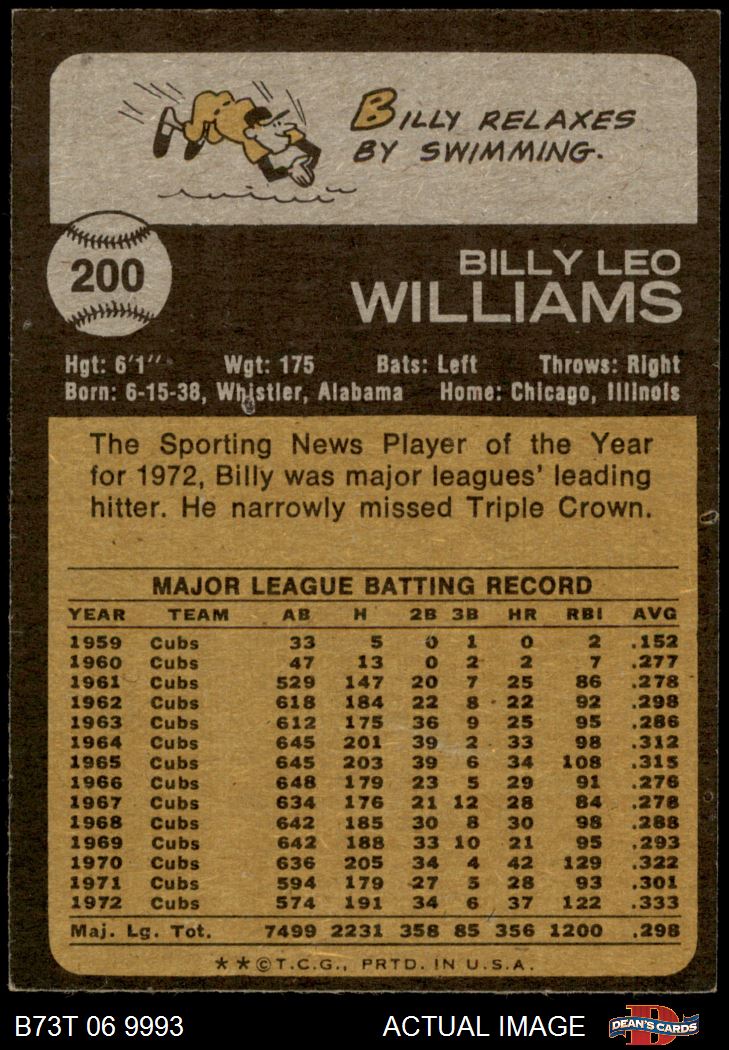 BILLY RELAXES
BY SWIMMING.
200
BILLY LEO
WILLIAMS
Hgt: 6'1" Wgt: 175 Bats: Left Throws: Right
Born: 6-15-38, Whistler, Alabama Home: Chicago, Illinois
The Sporting News Player of the Year
for 1972, Billy was major leagues' leading
hitter. He narrowly missed Triple Crown.
MAJOR LEAGUE BATTING RECORD
YEAR TEAM AB H 2B 3B HR RBI AVG
1959 Cubs 33 5 0 1 0 2 .152
1960 Cubs 47 13 0 2 2 7 .277
1961 Cubs 529 147 20 7 25 86 .278
1962 Cubs 618 184 22 8 22 92 .298
1963 Cubs 612 175 36 9 25 95 .286
1964 Cubs 645 201 39 2 33 98 .312
1965 Cubs 645 203 39 6 34 108 .315
1966 Cubs 648 179 23 5 29 91 .276
1967 Cubs 634 176 21 12 28 84 .278
1968 Cubs 642 185 30 8 30 98 .288
1969 Cubs 642 188 33 10 21 95 .293
1970 Cubs 636 205 34 4 42 129 .322
1971 Cubs 594 179 27 5 28 93 .301
1972 Cubs 574 191 34 6 37 122 .333
Maj. Lg. Tot. 7499 2231 358 85 356 1200 .298
**©T.C.G., PRTD. IN U.S.A.
B73T 06 9993 ACTUAL IMAGE DEAN'S CARDS